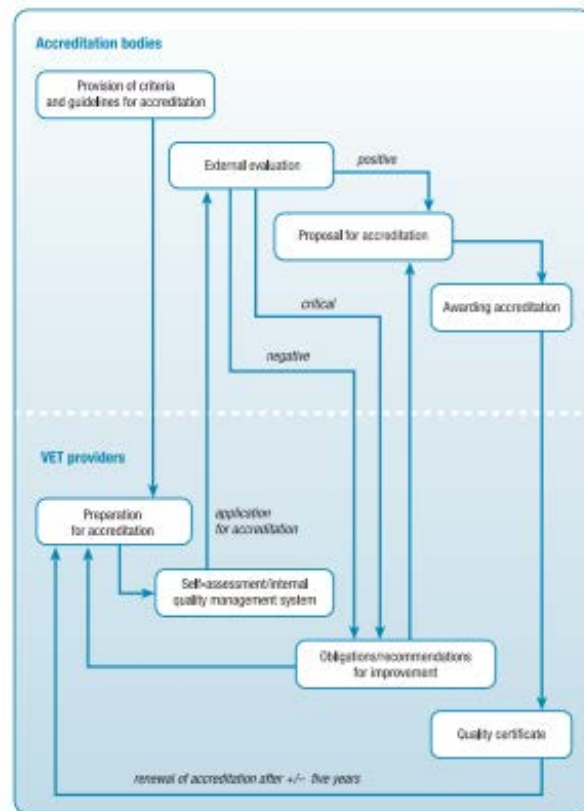 Accreditation bodies
Provision of criteria
and guidelines for accreditation
External evaluation
positive
Proposal for accreditation
Awarding accreditation
critical
negative
VET providers
Preparation
for accreditation
application
for accreditation
Self-assessment/internal
quality management system
Obligations/recommendations
for improvement
Quality certificate
renewal of accreditation after +/– five years